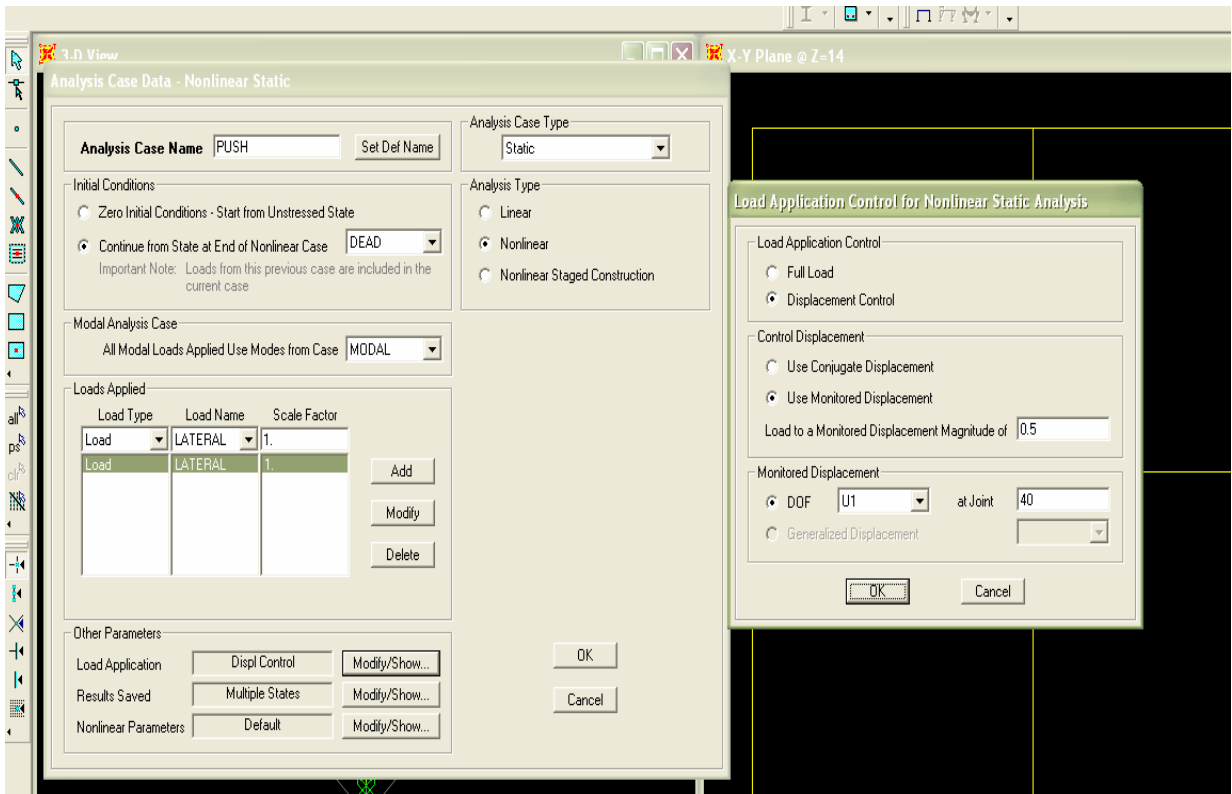 3-D View
X-Y Plane @ Z=14
Analysis Case Data - Nonlinear Static
Analysis Case Name PUSH Set Def Name
Analysis Case Type
Static
Initial Conditions
Zero Initial Conditions - Start from Unstressed State
Continue from State at End of Nonlinear Case DEAD
Important Note: Loads from this previous case are included in the
current case
Analysis Type
Linear
Nonlinear
Nonlinear Staged Construction
Modal Analysis Case
All Modal Loads Applied Use Modes from Case MODAL
Loads Applied
Load Type Load Name Scale Factor
Load LATERAL 1.
Load LATERAL 1.
Add
Modify
Delete
Other Parameters
Load Application Displ Control Modify/Show...
Results Saved Multiple States Modify/Show...
Nonlinear Parameters Default Modify/Show...
OK
Cancel
Load Application Control for Nonlinear Static Analysis
Load Application Control
Full Load
Displacement Control
Control Displacement
Use Conjugate Displacement
Use Monitored Displacement
Load to a Monitored Displacement Magnitude of 0.5
Monitored Displacement
DOF U1 at Joint 40
Generalized Displacement
OK Cancel
all
ps
clr